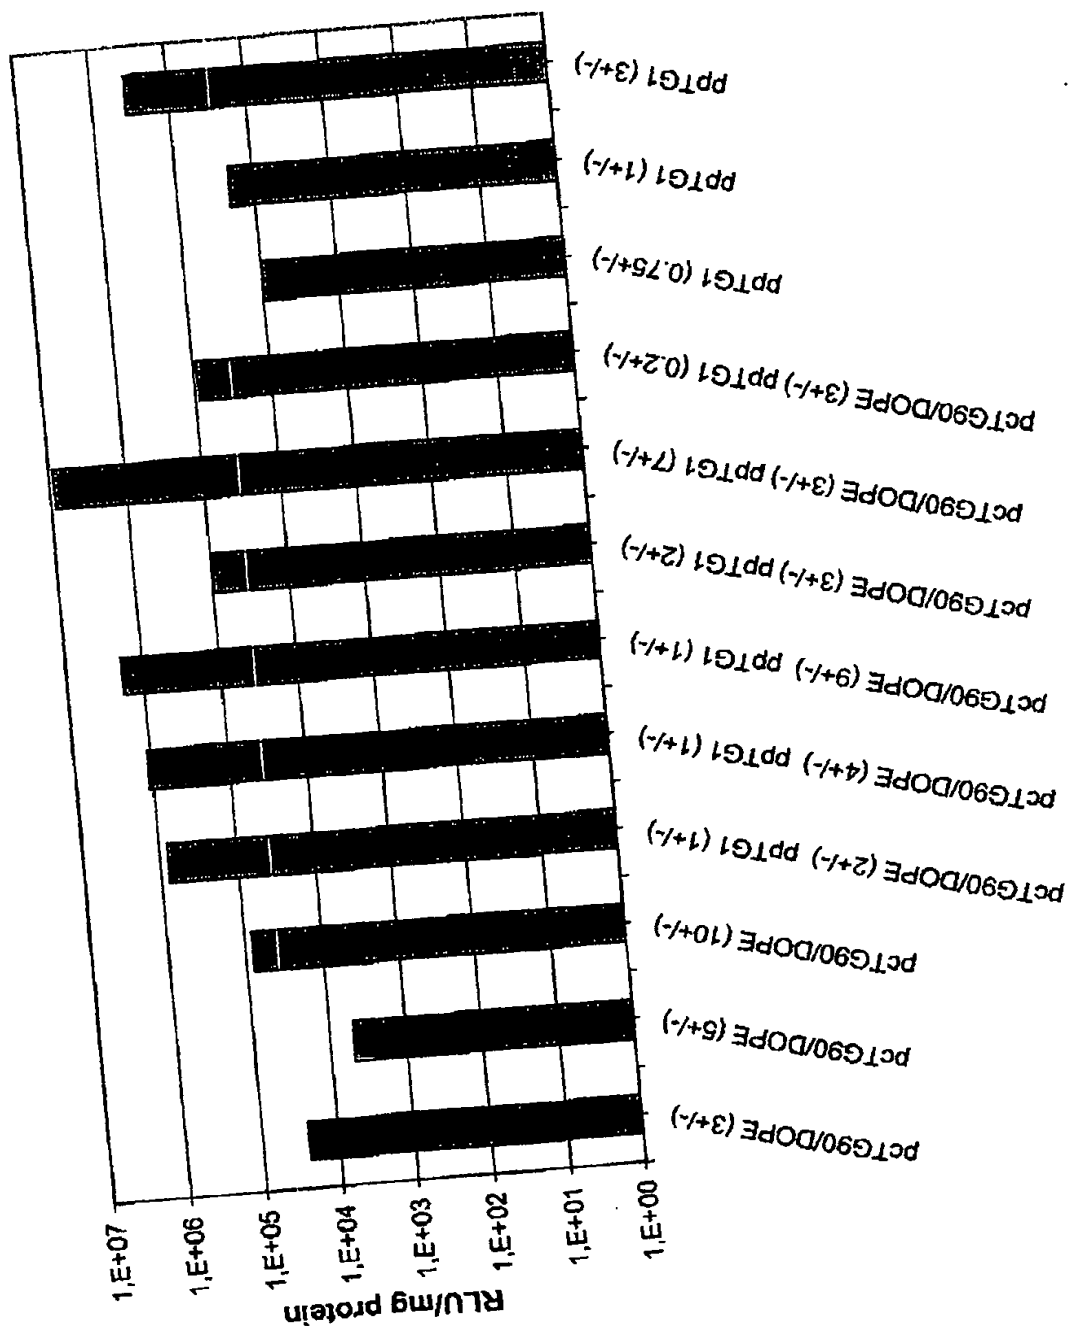 RLU/mg protein
1,E+07
1,E+06
1,E+05
1,E+04
1,E+03
1,E+02
1,E+01
1,E+00
pcTG90/DOPE (3+/-)
pcTG90/DOPE (5+/-)
pcTG90/DOPE (10+/-)
pcTG90/DOPE (2+/-) ppTG1 (1+/-)
pcTG90/DOPE (4+/-) ppTG1 (1+/-)
pcTG90/DOPE (9+/-) ppTG1 (1+/-)
pcTG90/DOPE (3+/-) ppTG1 (2+/-)
pcTG90/DOPE (3+/-) ppTG1 (7+/-)
pcTG90/DOPE (3+/-) ppTG1 (0.2+/-)
ppTG1 (0.75+/-)
ppTG1 (1+/-)
ppTG1 (3+/-)